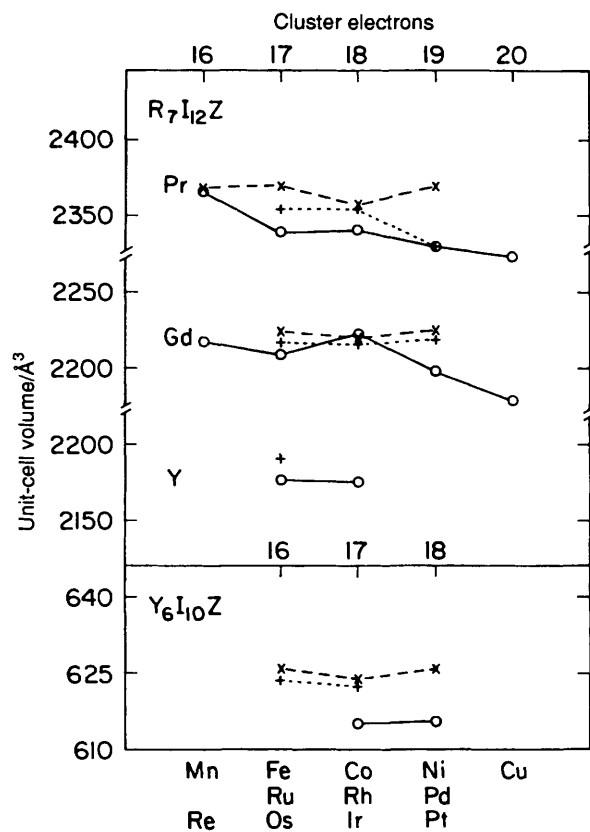 Cluster electrons
16 17 18 19 20
R₇I₁₂Z
2400
Pr
2350
2250
Gd
2200
Unit-cell volume/Å³
2200
Y
2150
16 17 18
640
Y₆I₁₀Z
625
610
Mn Fe Co Ni Cu
Ru Rh Pd
Re Os Ir Pt